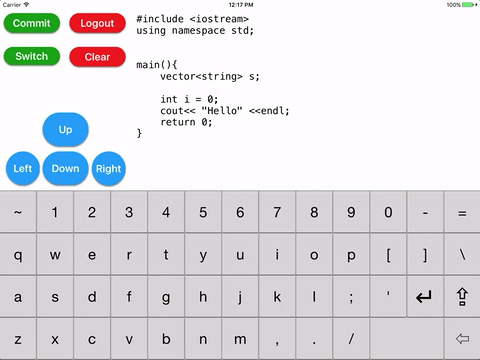 Carrier 12:17 PM 100%
Commit Logout
Switch Clear
#include <iostream>
using namespace std;
main(){
vector<string> s;
int i = 0;
cout<< "Hello" <<endl;
return 0;
}
Up
Left Down Right
~ 1 2 3 4 5 6 7 8 9 0 - =
q w e r t y u i o p [ ] \
a s d f g h j k l ; '
z x c v b n m , . /